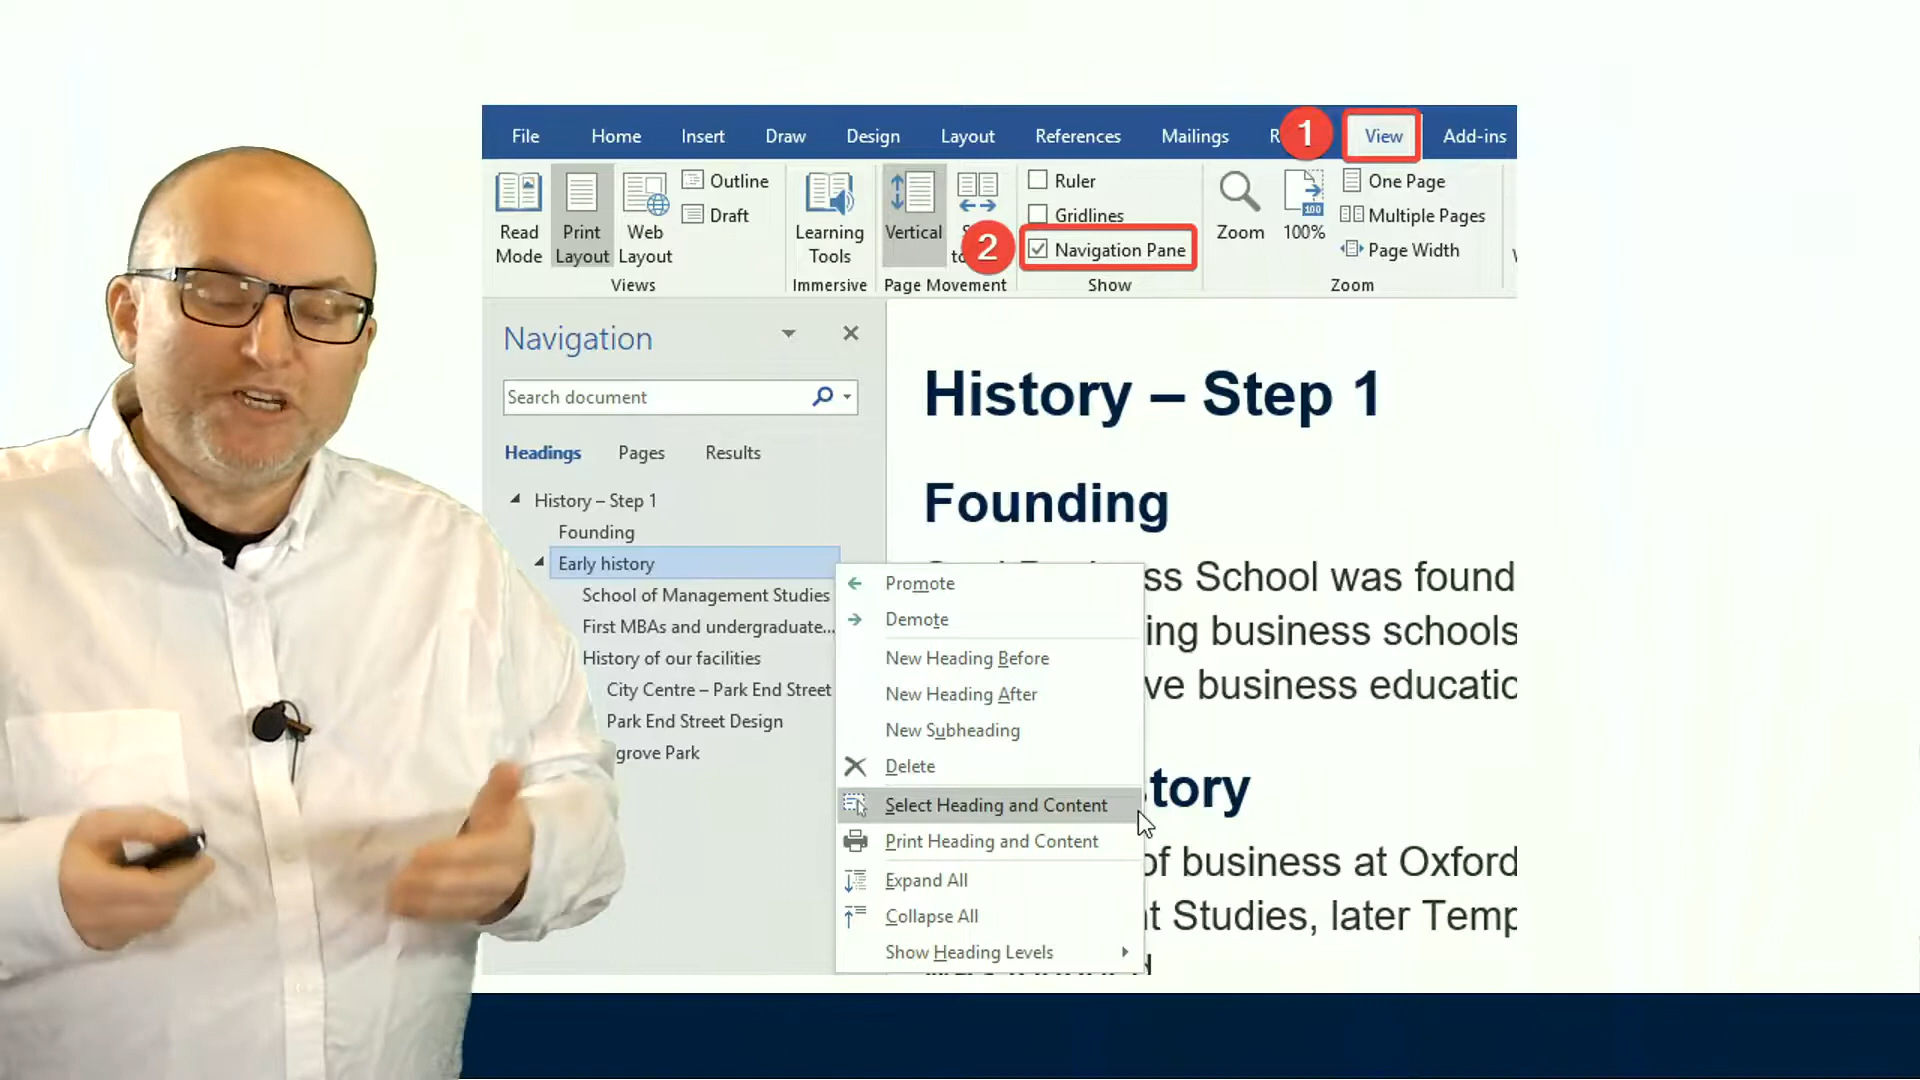 File Home Insert Draw Design Layout References Mailings R 1 View Add-ins
Read Mode
Print Layout
Web Layout
Outline
Draft
Views
Learning Tools
Immersive
Vertical
Page Movement
2
Ruler
Gridlines
Navigation Pane
Show
Zoom
100
100%
One Page
Multiple Pages
Page Width
Zoom
Navigation
Search document
Headings Pages Results
History – Step 1
Founding
Early history
School of Management Studies
First MBAs and undergraduate...
History of our facilities
City Centre – Park End Street
Park End Street Design
grove Park
Promote
Demote
New Heading Before
New Heading After
New Subheading
Delete
Select Heading and Content
Print Heading and Content
Expand All
Collapse All
Show Heading Levels
History – Step 1
Founding
ss School was found
ing business schools
ve business educatio
tory
of business at Oxford
t Studies, later Temp